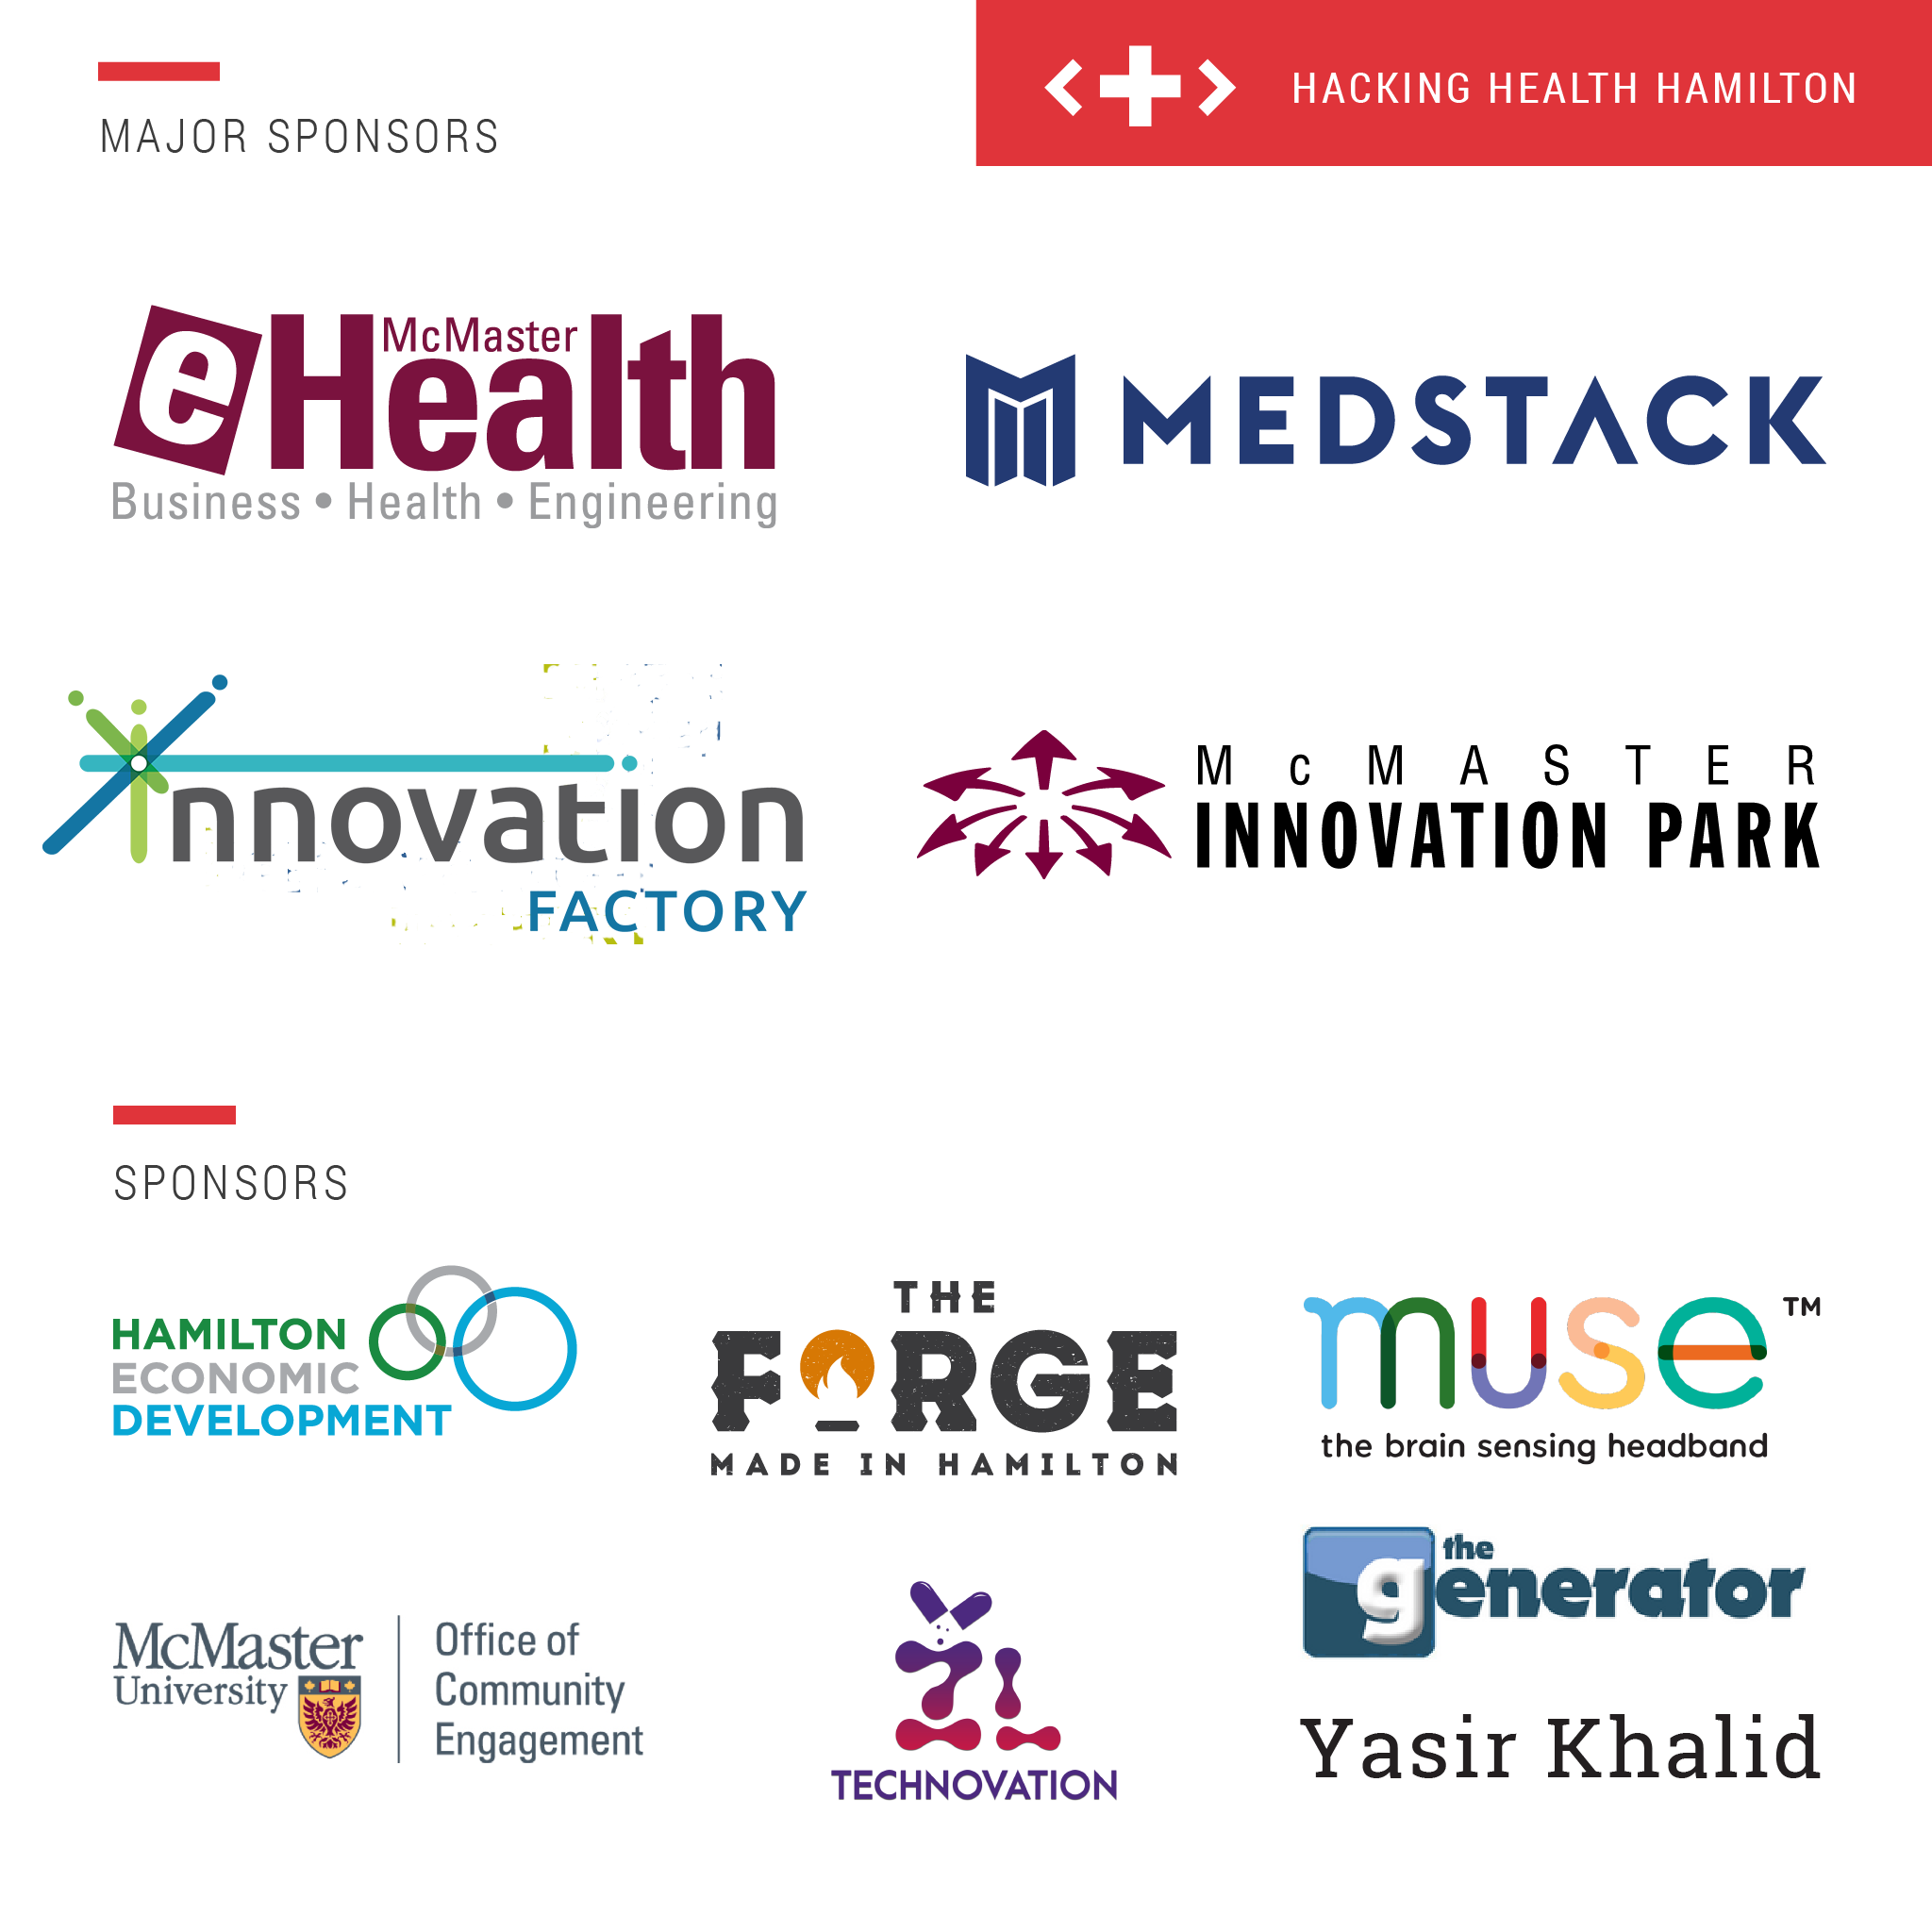 MAJOR SPONSORS
HACKING HEALTH HAMILTON
McMaster
eHealth
Business • Health • Engineering
MEDSTACK
innovation
FACTORY
McMASTER
INNOVATION PARK
SPONSORS
HAMILTON
ECONOMIC
DEVELOPMENT
THE
FORGE
MADE IN HAMILTON
muse™
the brain sensing headband
McMaster
University
Office of
Community
Engagement
TECHNOVATION
the
generator
Yasir Khalid